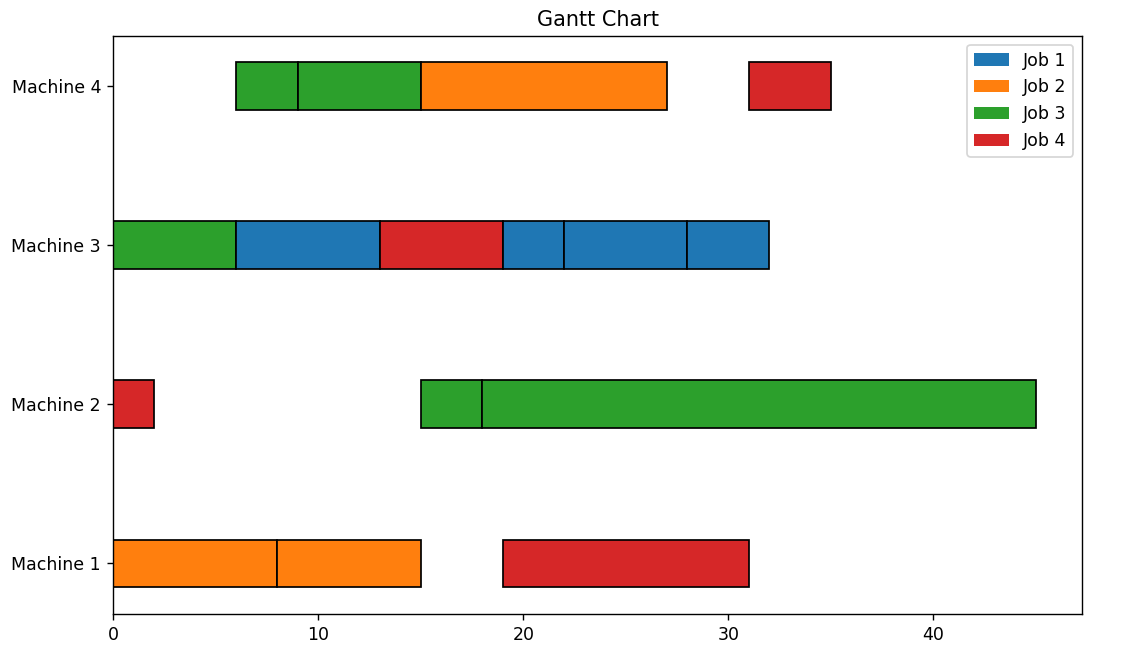 Gantt Chart
Job 1
Job 2
Job 3
Job 4
Machine 4
Machine 3
Machine 2
Machine 1
0 10 20 30 40